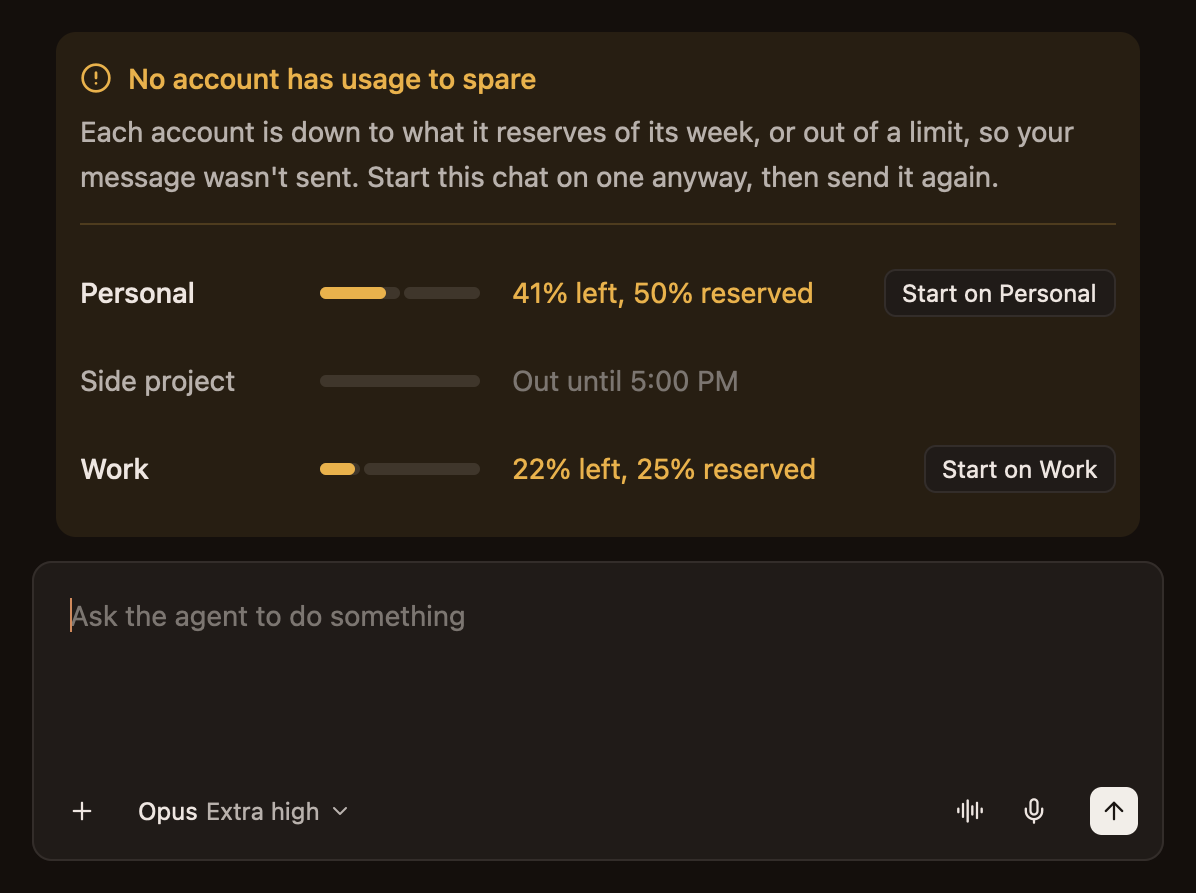 No account has usage to spare
Each account is down to what it reserves of its week, or out of a limit, so your
message wasn't sent. Start this chat on one anyway, then send it again.
Personal
41% left, 50% reserved
Start on Personal
Side project
Out until 5:00 PM
Work
22% left, 25% reserved
Start on Work
Ask the agent to do something
Opus Extra high